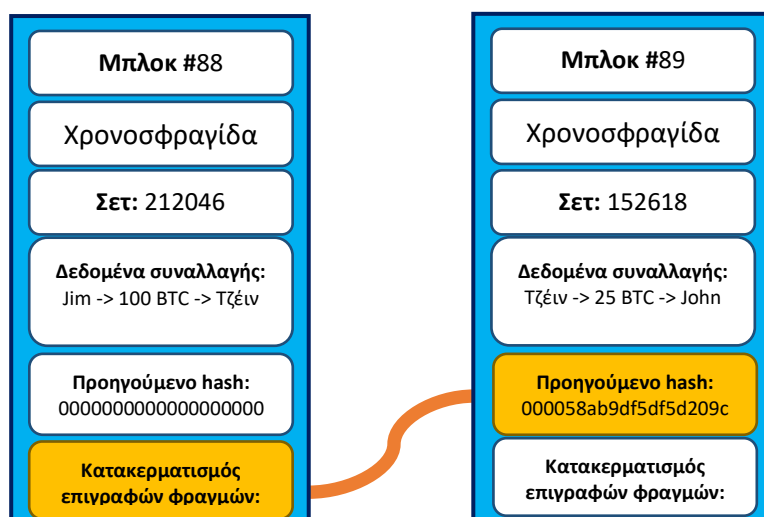 Μπλοκ #88
Χρονοσφραγίδα
Σετ: 212046
Δεδομένα συναλλαγής:
Jim -> 100 BTC -> Τζέιν
Προηγούμενο hash:
0000000000000000000
Κατακερματισμός
επιγραφών φραγμών:
Μπλοκ #89
Χρονοσφραγίδα
Σετ: 152618
Δεδομένα συναλλαγής:
Τζέιν -> 25 BTC -> John
Προηγούμενο hash:
000058ab9df5df5d209c
Κατακερματισμός
επιγραφών φραγμών: